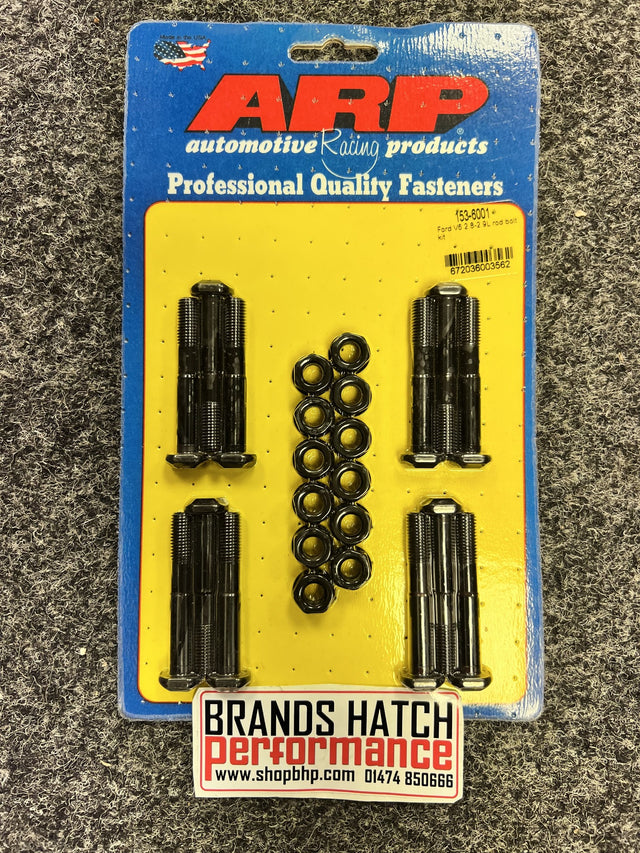 Made in the USA
ARP
®
automotive Racing products
Professional Quality Fasteners
153-6001
Ford V6 2.8-2.9L rod bolt
kit
672036003562
BRANDS HATCH
performance
www.shopbhp.com 01474 850666